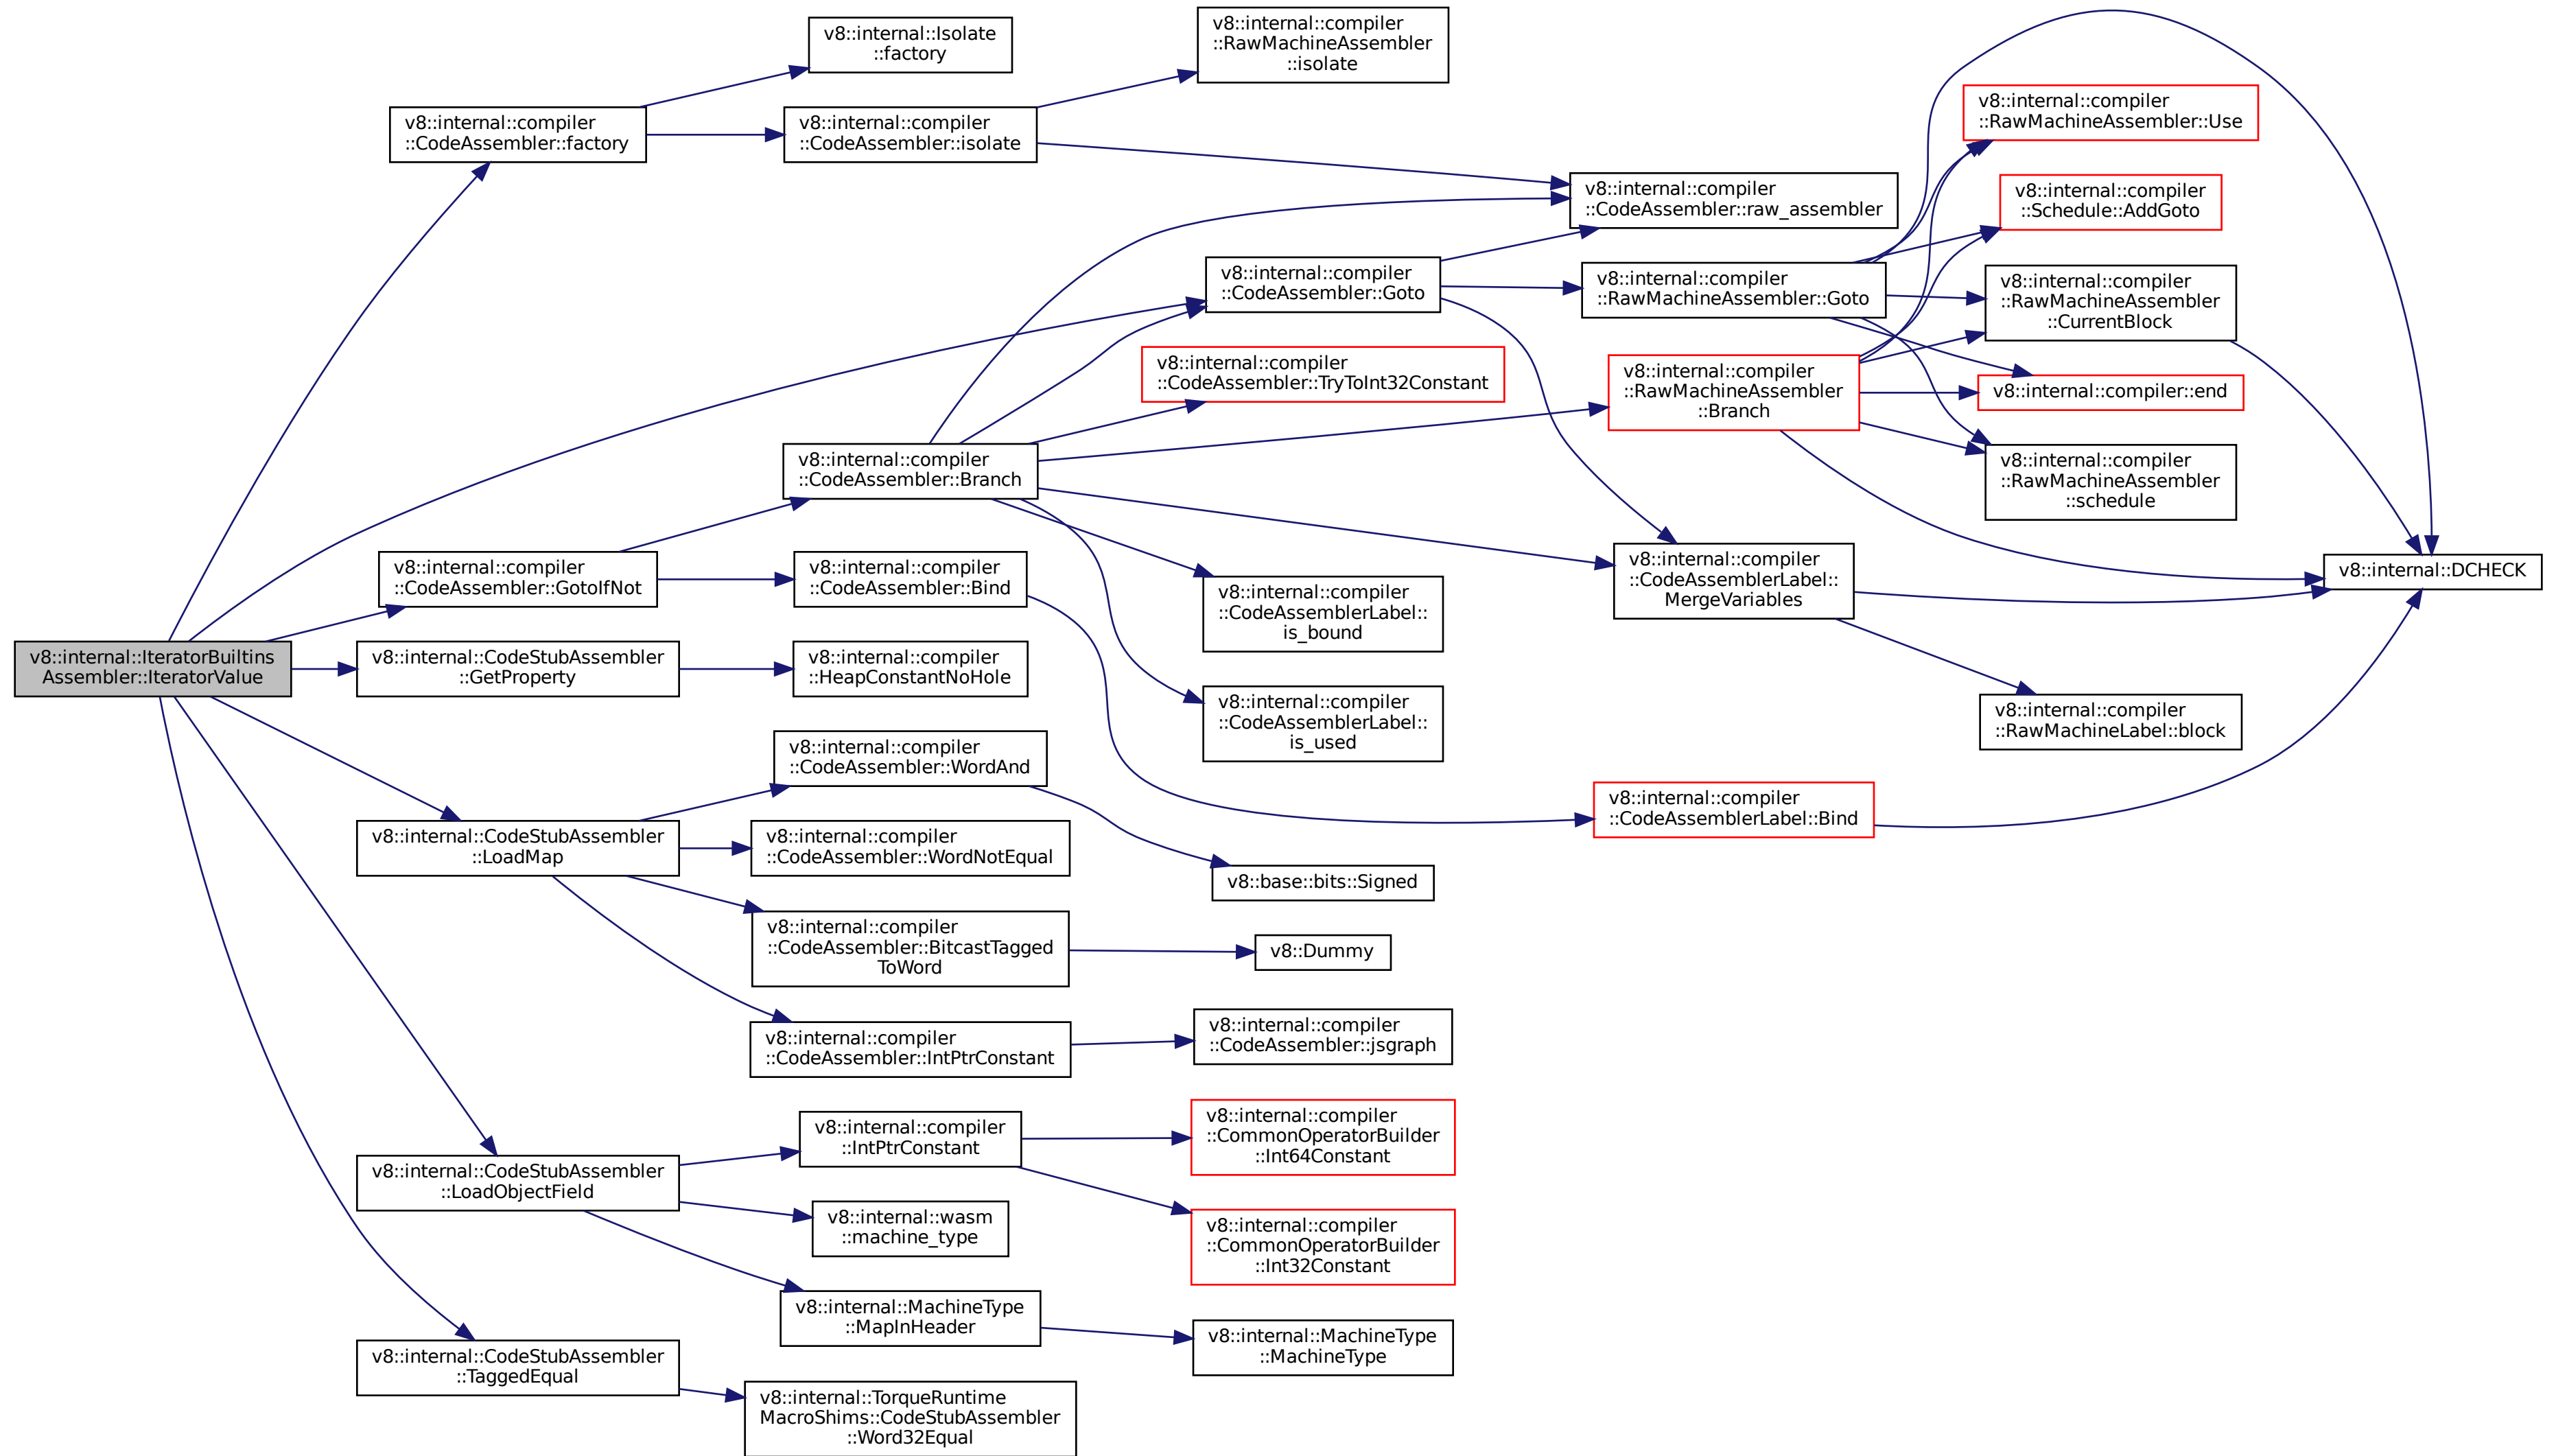 v8::internal::IteratorBuiltins
Assembler::IteratorValue
v8::internal::compiler
::CodeAssembler::factory
v8::internal::compiler
::CodeAssembler::GotoIfNot
v8::internal::CodeStubAssembler
::GetProperty
v8::internal::CodeStubAssembler
::LoadMap
v8::internal::CodeStubAssembler
::LoadObjectField
v8::internal::CodeStubAssembler
::TaggedEqual
v8::internal::Isolate
::factory
v8::internal::compiler
::CodeAssembler::isolate
v8::internal::compiler
::CodeAssembler::Branch
v8::internal::compiler
::CodeAssembler::Bind
v8::internal::compiler
::HeapConstantNoHole
v8::internal::compiler
::CodeAssembler::WordAnd
v8::internal::compiler
::CodeAssembler::WordNotEqual
v8::internal::compiler
::CodeAssembler::BitcastTagged
ToWord
v8::internal::compiler
::CodeAssembler::IntPtrConstant
v8::internal::compiler
::IntPtrConstant
v8::internal::wasm
::machine_type
v8::internal::MachineType
::MapInHeader
v8::internal::TorqueRuntime
MacroShims::CodeStubAssembler
::Word32Equal
v8::internal::compiler
::RawMachineAssembler
::isolate
v8::internal::compiler
::CodeAssembler::Goto
v8::internal::compiler
::CodeAssembler::TryToInt32Constant
v8::internal::compiler
::CodeAssemblerLabel::
is_bound
v8::internal::compiler
::CodeAssemblerLabel::
is_used
v8::base::bits::Signed
v8::Dummy
v8::internal::compiler
::CodeAssembler::jsgraph
v8::internal::compiler
::CommonOperatorBuilder
::Int64Constant
v8::internal::compiler
::CommonOperatorBuilder
::Int32Constant
v8::internal::MachineType
::MachineType
v8::internal::compiler
::CodeAssembler::raw_assembler
v8::internal::compiler
::RawMachineAssembler::Goto
v8::internal::compiler
::RawMachineAssembler
::Branch
v8::internal::compiler
::CodeAssemblerLabel::
MergeVariables
v8::internal::compiler
::CodeAssemblerLabel::Bind
v8::internal::compiler
::RawMachineAssembler::Use
v8::internal::compiler
::Schedule::AddGoto
v8::internal::compiler
::RawMachineAssembler
::CurrentBlock
v8::internal::compiler::end
v8::internal::compiler
::RawMachineAssembler
::schedule
v8::internal::compiler
::RawMachineLabel::block
v8::internal::DCHECK